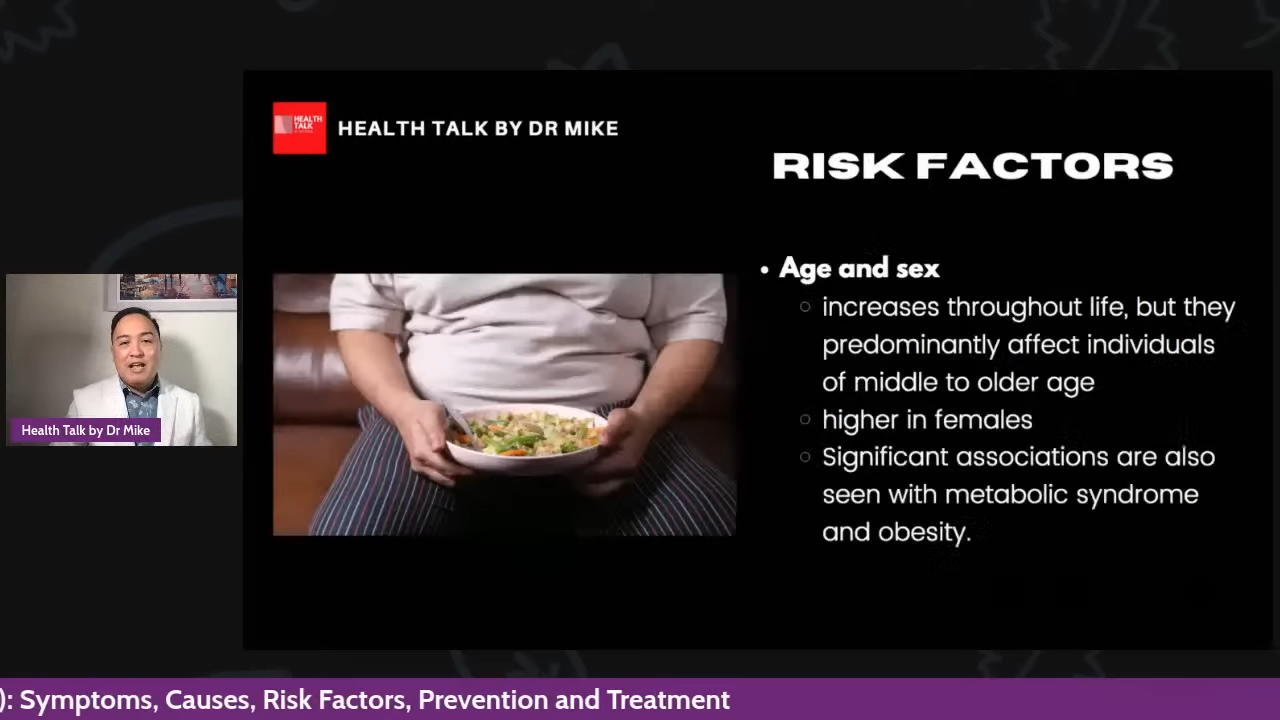 HEALTH
TALK
HEALTH TALK BY DR MIKE
RISK FACTORS
• Age and sex
○ increases throughout life, but they
predominantly affect individuals
of middle to older age
○ higher in females
○ Significant associations are also
seen with metabolic syndrome
and obesity.
Health Talk by Dr Mike
): Symptoms, Causes, Risk Factors, Prevention and Treatment